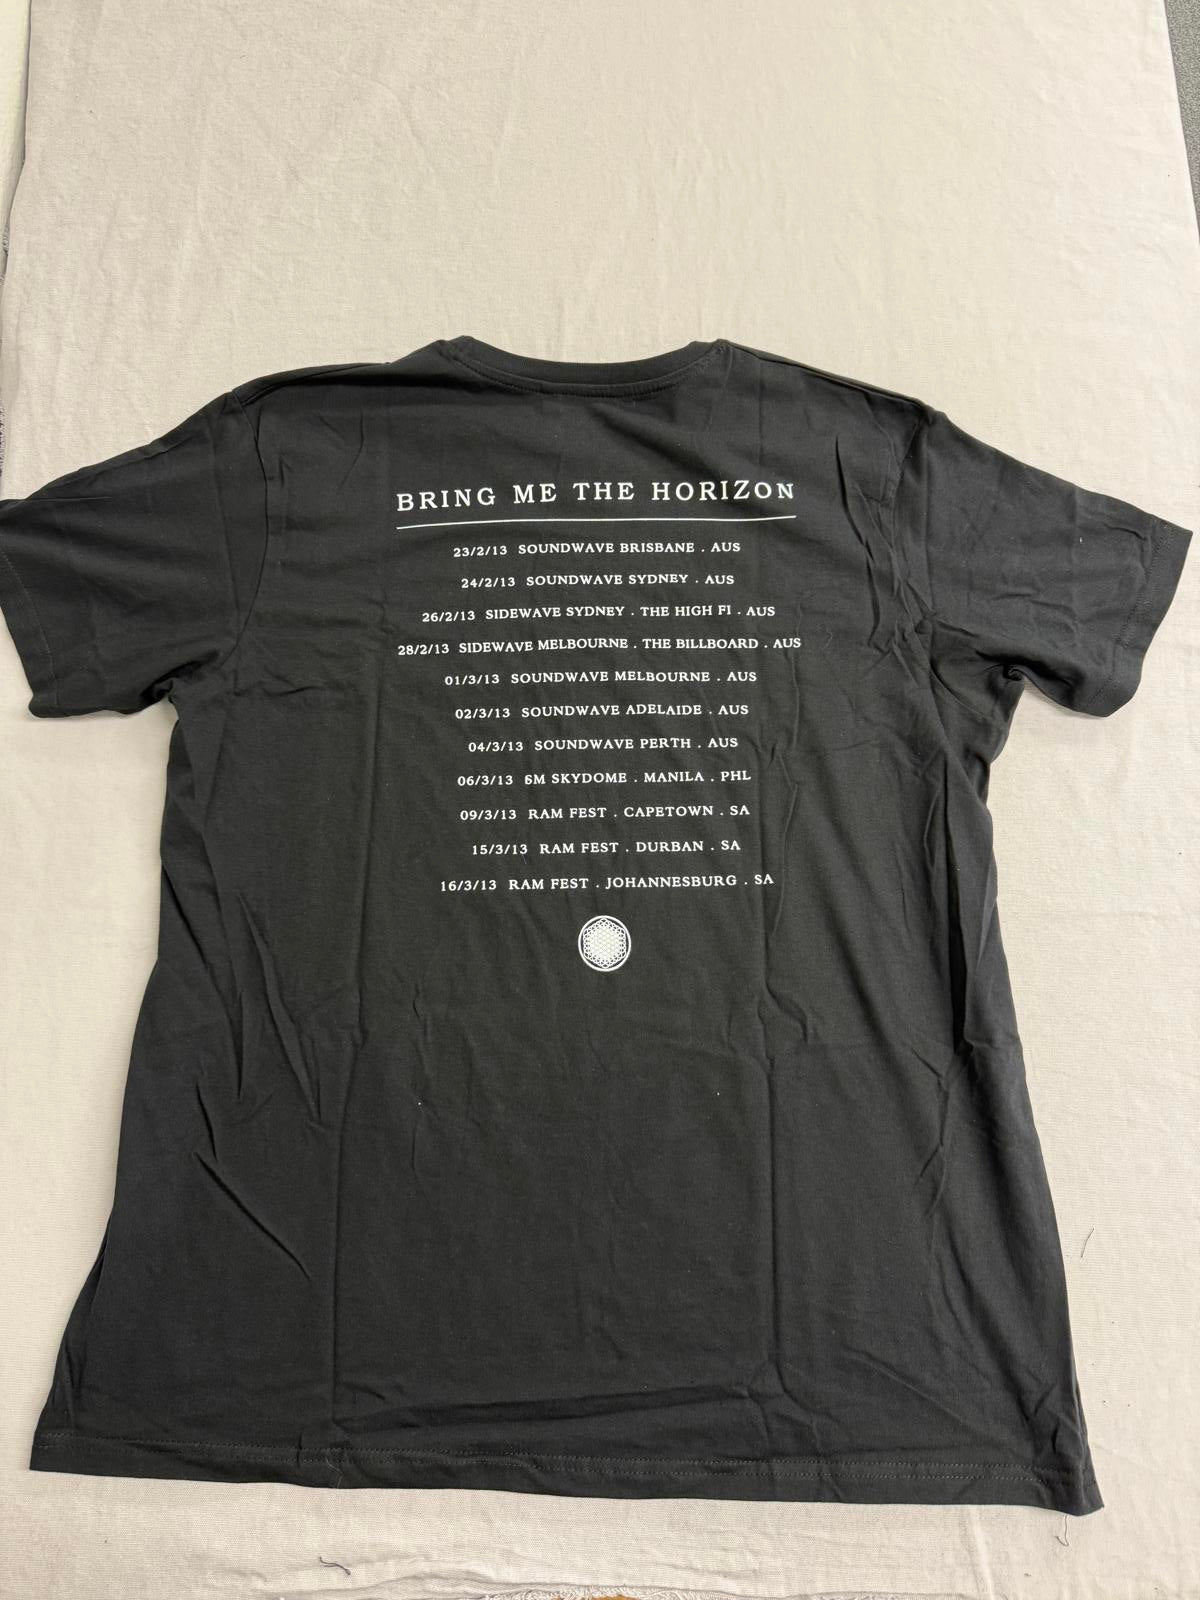 BRING ME THE HORIZON
23/2/13 SOUNDWAVE BRISBANE . AUS
24/2/13 SOUNDWAVE SYDNEY . AUS
26/2/13 SIDEWAVE SYDNEY . THE HIGH FI . AUS
28/2/13 SIDEWAVE MELBOURNE . THE BILLBOARD . AUS
01/3/13 SOUNDWAVE MELBOURNE . AUS
02/3/13 SOUNDWAVE ADELAIDE . AUS
04/3/13 SOUNDWAVE PERTH . AUS
06/3/13 SM SKYDOME . MANILA . PHL
09/3/13 RAM FEST . CAPETOWN . SA
15/3/13 RAM FEST . DURBAN . SA
16/3/13 RAM FEST . JOHANNESBURG . SA